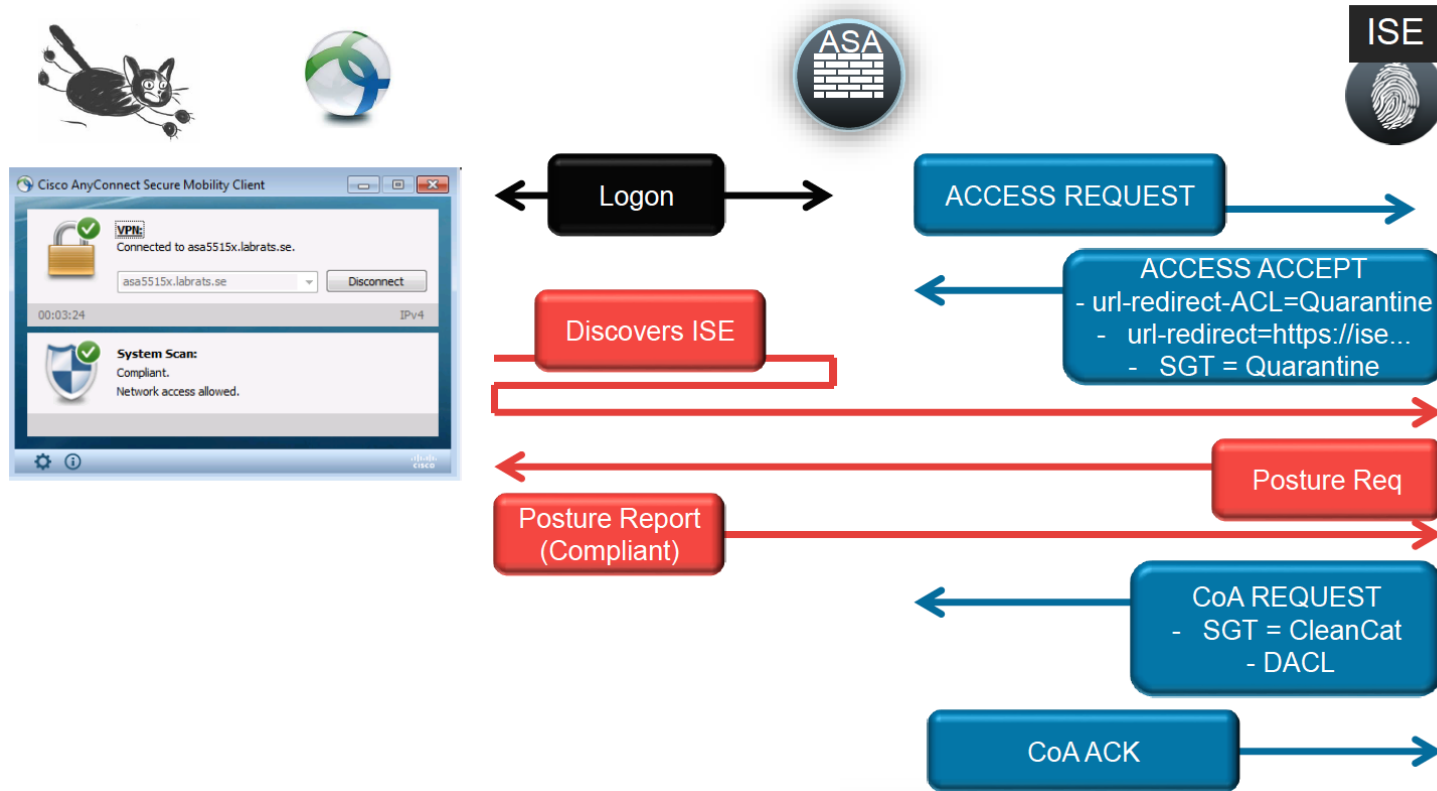 ASA
ISE
Cisco AnyConnect Secure Mobility Client
VPN:
Connected to asa5515x.labrats.se.
asa5515x.labrats.se
Disconnect
00:03:24
IPv4
System Scan:
Compliant.
Network access allowed.
cisco
Logon
ACCESS REQUEST
ACCESS ACCEPT
- url-redirect-ACL=Quarantine
- url-redirect=https://ise...
- SGT = Quarantine
Discovers ISE
Posture Req
Posture Report
(Compliant)
CoA REQUEST
- SGT = CleanCat
- DACL
CoA ACK